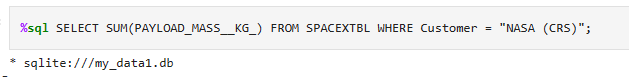 %sql SELECT SUM(PAYLOAD_MASS__KG_) FROM SPACEXTBL WHERE Customer = "NASA (CRS)";
* sqlite:///my_data1.db